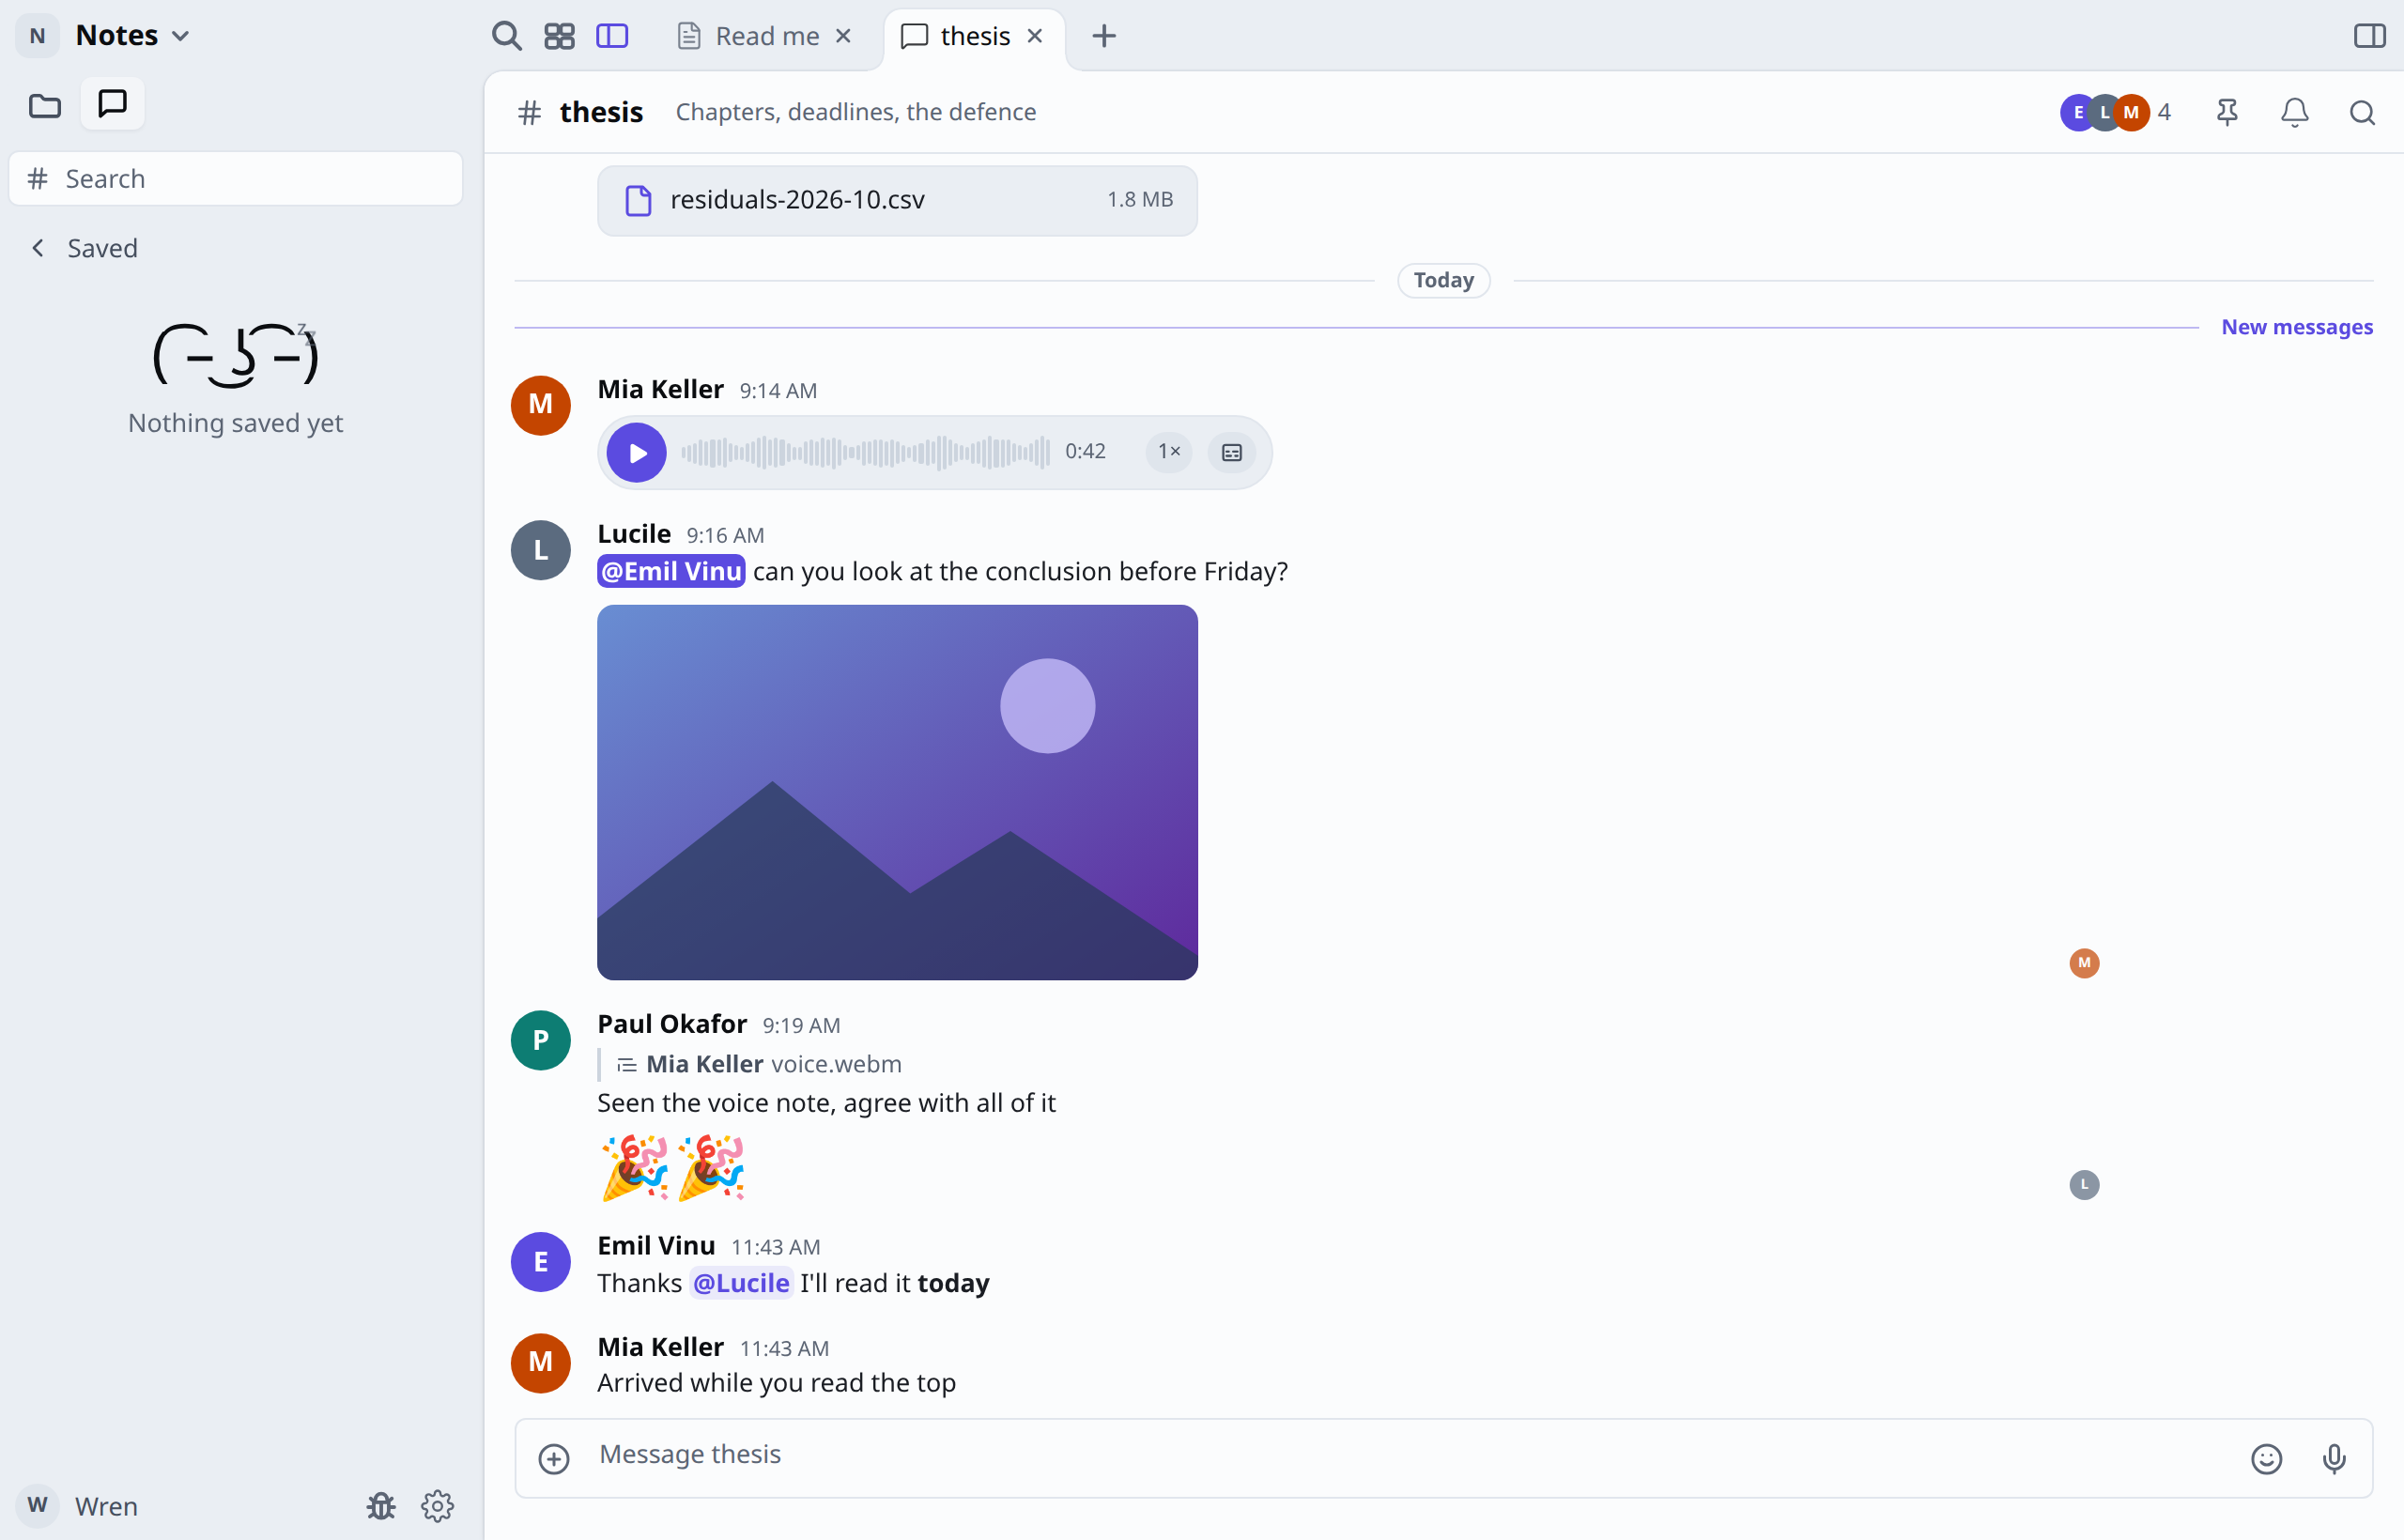 N Notes
Read me
thesis
Search
Saved
Nothing saved yet
Wren
W
# thesis Chapters, deadlines, the defence
E L M 4
residuals-2026-10.csv 1.8 MB
Today
New messages
M Mia Keller 9:14 AM
0:42 1×
L Lucile 9:16 AM
@Emil Vinu can you look at the conclusion before Friday?
M
P Paul Okafor 9:19 AM
Mia Keller voice.webm
Seen the voice note, agree with all of it
🎉🎉
L
E Emil Vinu 11:43 AM
Thanks @Lucile I'll read it today
M Mia Keller 11:43 AM
Arrived while you read the top
Message thesis